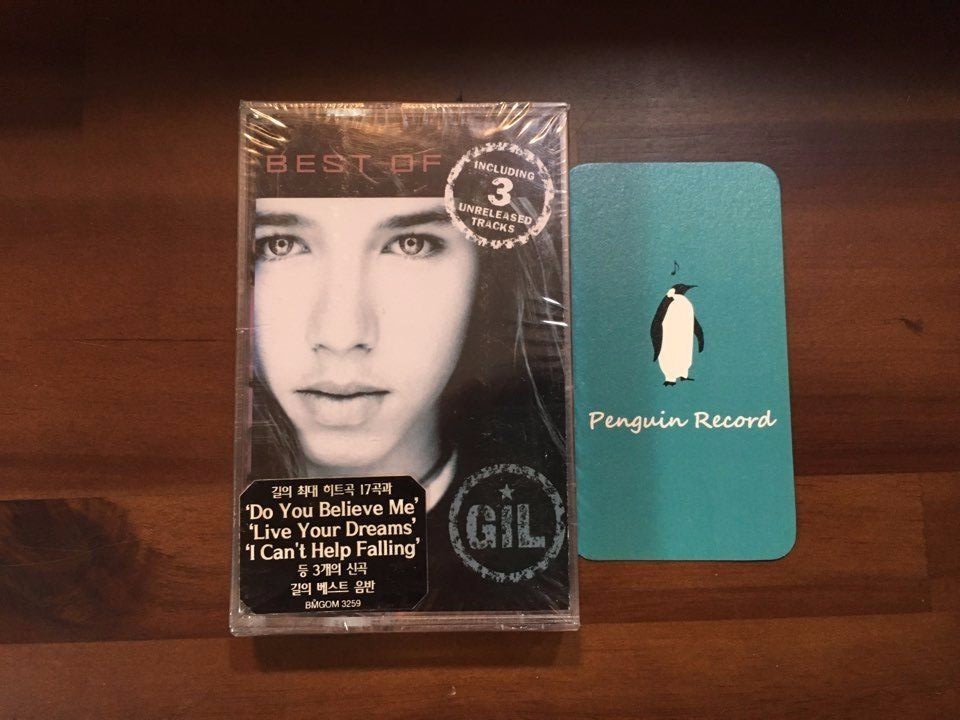 BEST OF
INCLUDING
3
UNRELEASED
TRACKS
길의 최대 히트곡 17곡과
‘Do You Believe Me’
‘Live Your Dreams’
‘I Can't Help Falling’
등 3개의 신곡
길의 베스트 음반
BMGOM 3259
GIL
Penguin Record